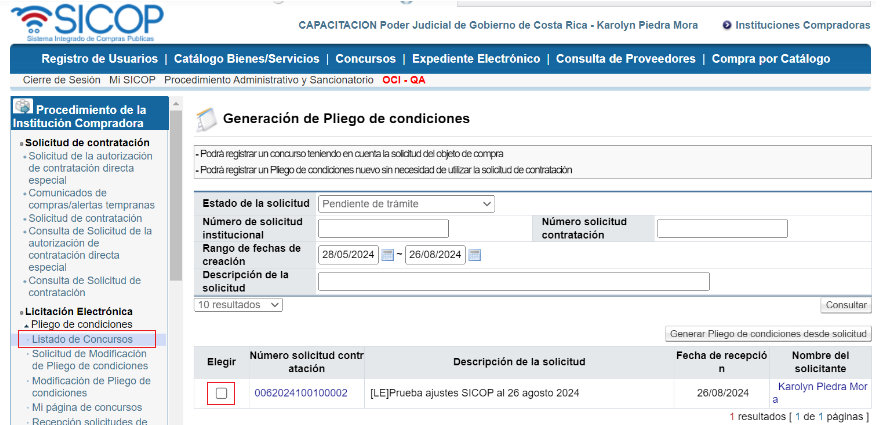 SICOP
Sistema Integrado de Compras Públicas
CAPACITACION Poder Judicial de Gobierno de Costa Rica - Karolyn Piedra Mora
Instituciones Compradoras
Registro de Usuarios | Catálogo Bienes/Servicios | Concursos | Expediente Electrónico | Consulta de Proveedores | Compra por Catálogo
Cierre de Sesión Mi SICOP Procedimiento Administrativo y Sancionatorio OCI - QA
Procedimiento de la
Institución Compradora
Solicitud de contratación
Solicitud de la autorización
de contratación directa
especial
Comunicados de
compras/alertas tempranas
Solicitud de contratación
Consulta de Solicitud de la
autorización de
contratación directa
especial
Consulta de Solicitud de
contratación
Licitación Electrónica
Pliego de condiciones
Listado de Concursos
Solicitud de Modificación
de Pliego de condiciones
Modificación de Pliego de
condiciones
Mi página de concursos
Recepción solicitudes de
Generación de Pliego de condiciones
- Podrá registrar un concurso teniendo en cuenta la solicitud del objeto de compra
- Podrá registrar un Pliego de condiciones nuevo sin necesidad de utilizar la solicitud de contratación
Estado de la solicitud Pendiente de trámite
Número de solicitud
institucional
Número solicitud
contratación
Rango de fechas de
creación
28/05/2024 ~ 26/08/2024
Descripción de la
solicitud
10 resultados
Consultar
Generar Pliego de condiciones desde solicitud
Elegir
Número solicitud contr
atación
Descripción de la solicitud
Fecha de recepció
n
Nombre del
solicitante
0062024100100002
[LE]Prueba ajustes SICOP al 26 agosto 2024
26/08/2024
Karolyn Piedra Mor
a
1 resultados [ 1 de 1 páginas ]